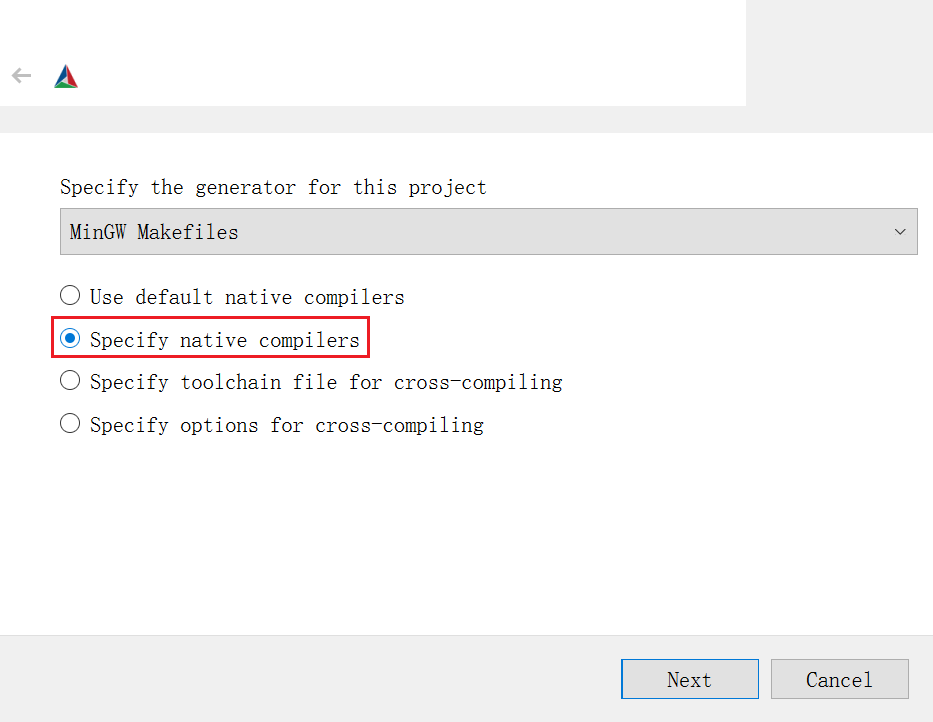 Specify the generator for this project
MinGW Makefiles
Use default native compilers
Specify native compilers
Specify toolchain file for cross-compiling
Specify options for cross-compiling
Next
Cancel